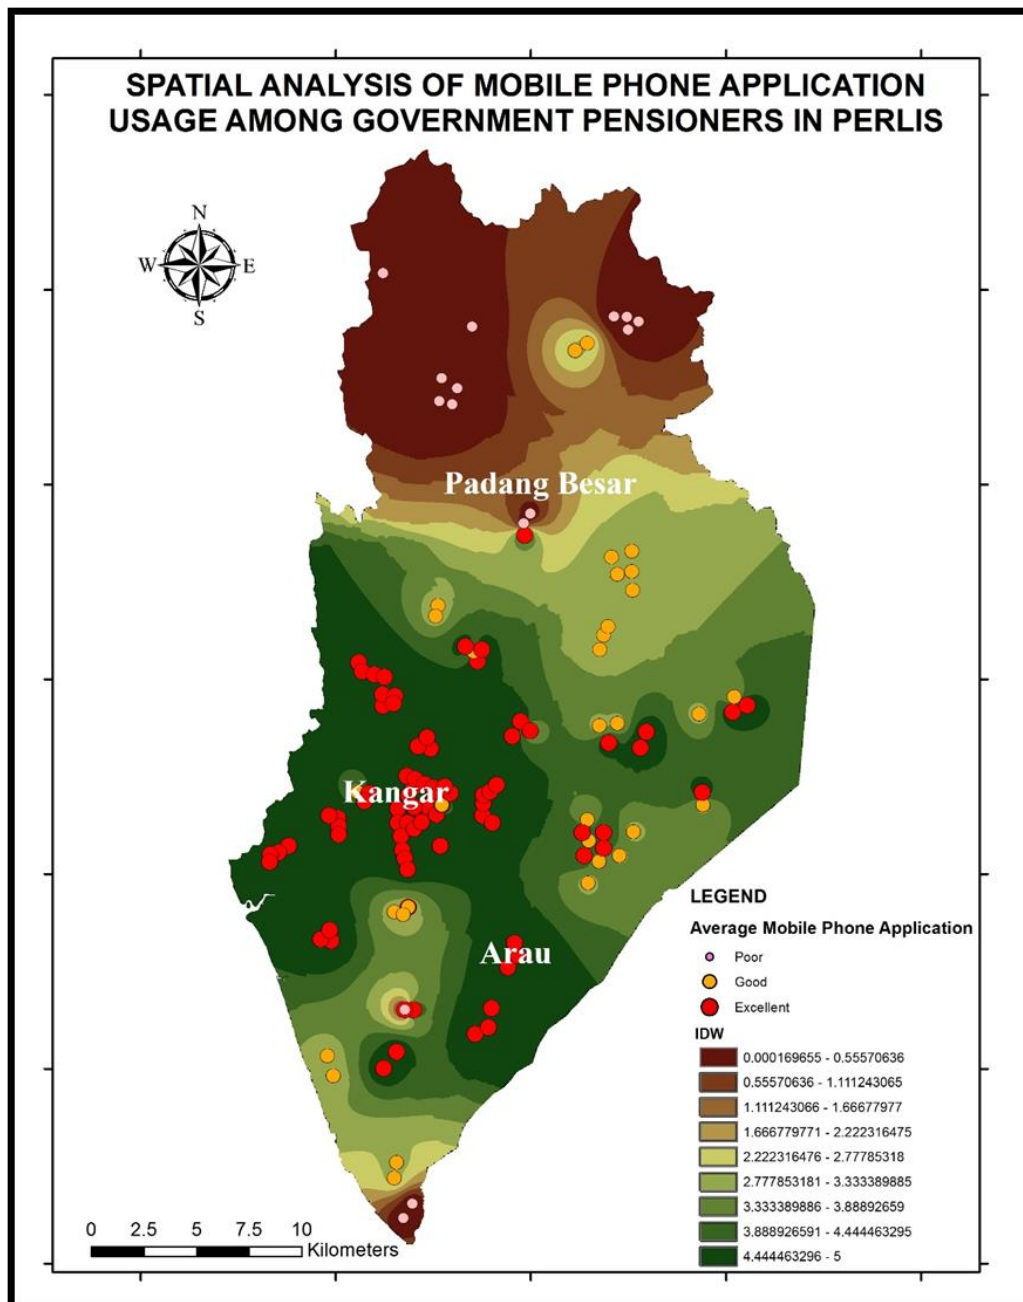 SPATIAL ANALYSIS OF MOBILE PHONE APPLICATION
USAGE AMONG GOVERNMENT PENSIONERS IN PERLIS
N
W E
S
Padang Besar
Kangar
Arau
LEGEND
Average Mobile Phone Application
Poor
Good
Excellent
IDW
0.000169655 - 0.55570636
0.55570636 - 1.111243065
1.111243066 - 1.66677977
1.666779771 - 2.222316475
2.222316476 - 2.77785318
2.777853181 - 3.333389885
3.333389886 - 3.88892659
3.888926591 - 4.444463295
4.444463296 - 5
0 2.5 5 7.5 10
Kilometers